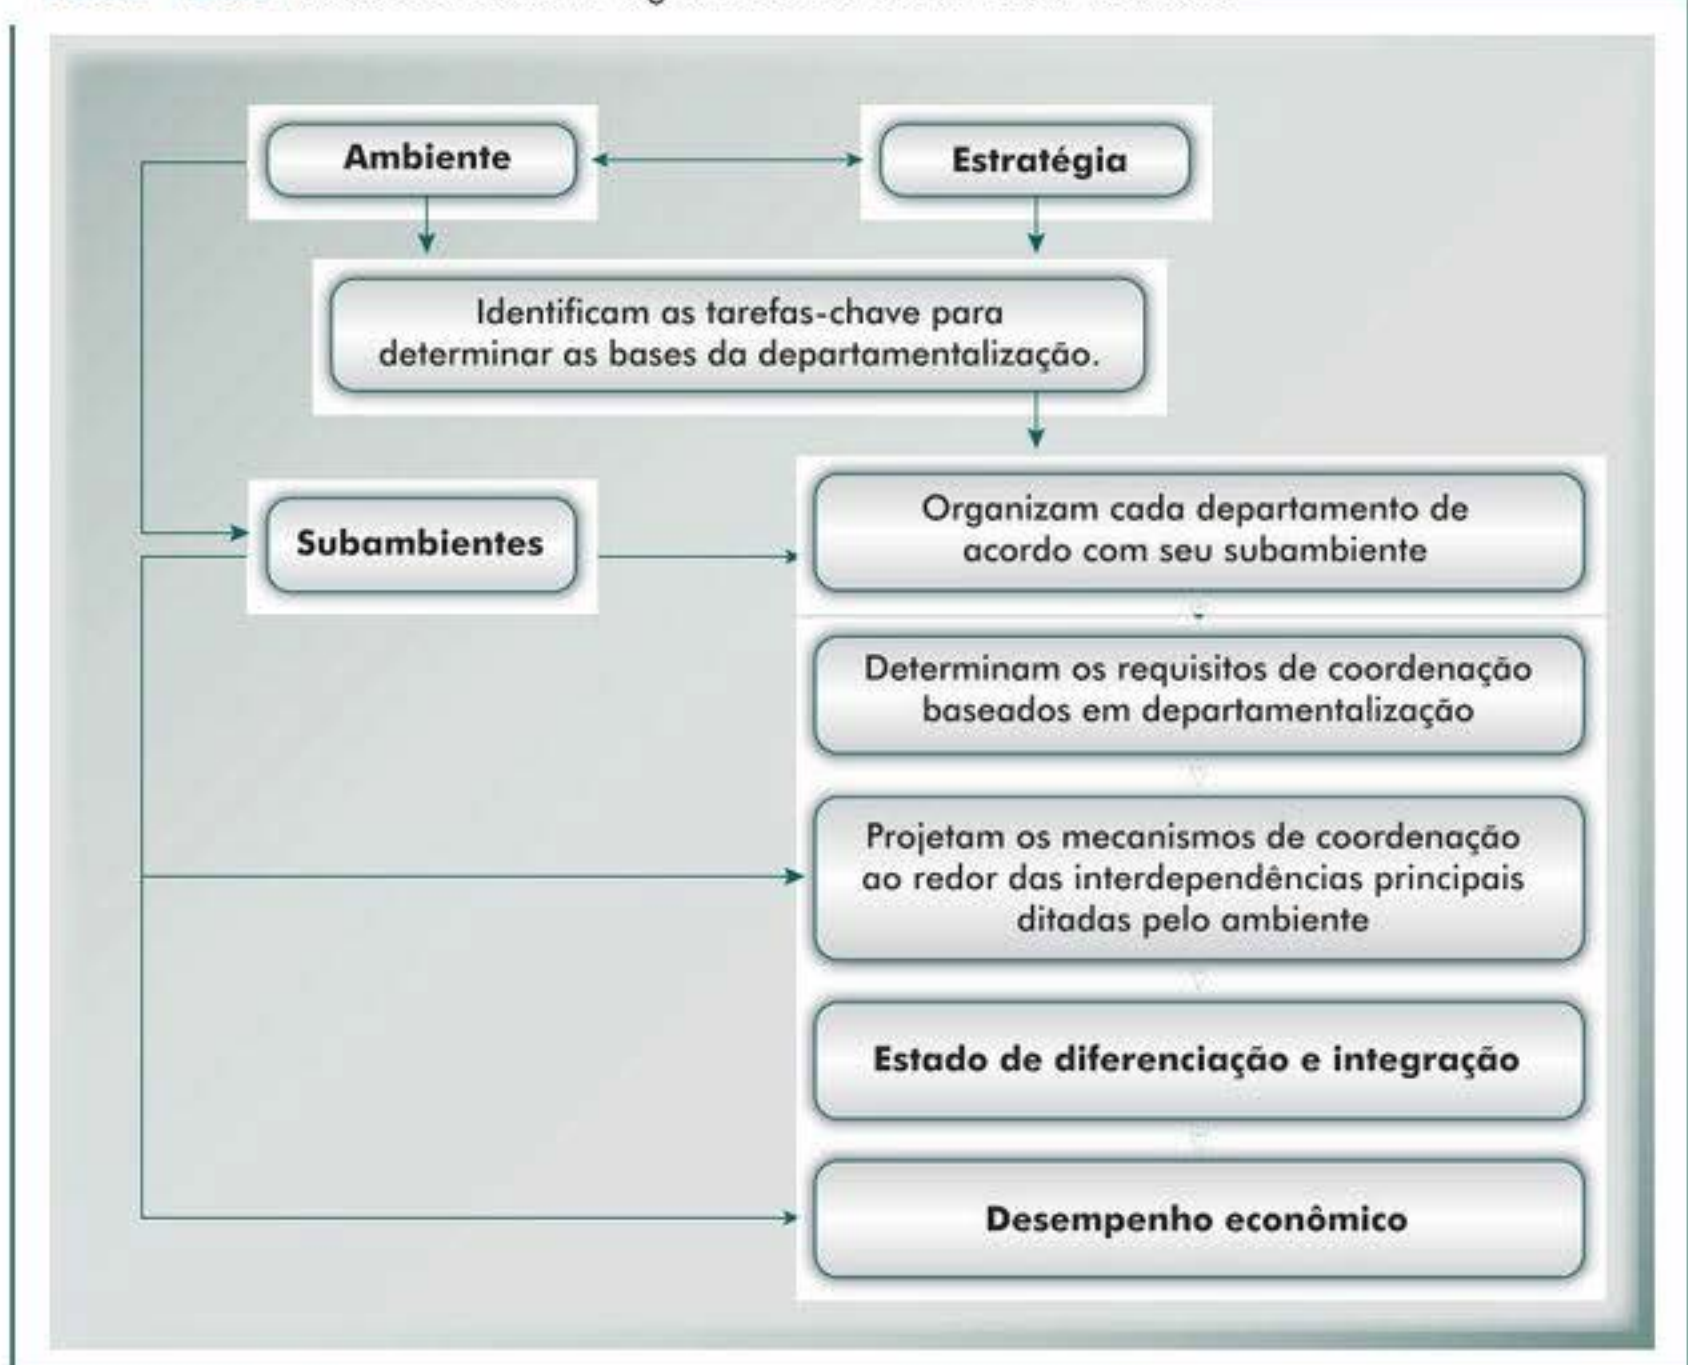 Ambiente
Estratégia
Identificam as tarefas-chave para
determinar as bases da departamentalização.
Subambientes
Organizam cada departamento de
acordo com seu subambiente
Determinam os requisitos de coordenação
baseados em departamentalização
Projetam os mecanismos de coordenação
ao redor das interdependências principais
ditadas pelo ambiente
Estado de diferenciação e integração
Desempenho econômico